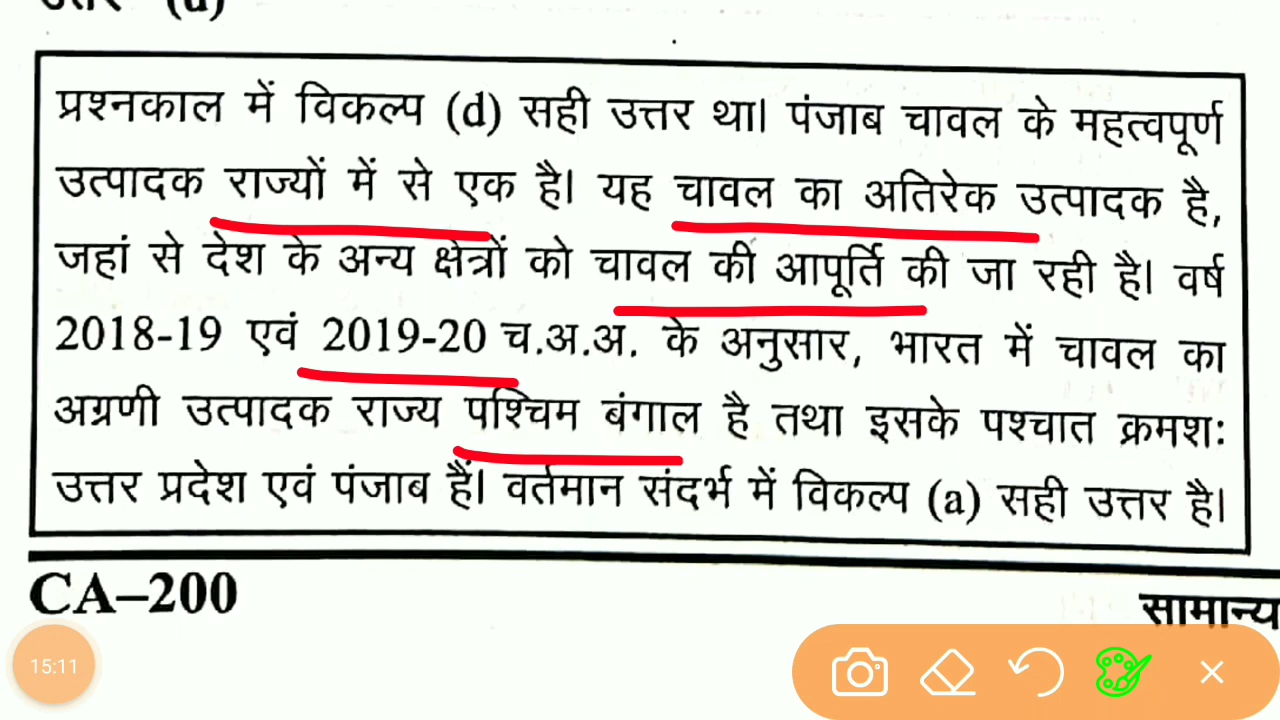 उत्तर (d)
प्रश्नकाल में विकल्प (d) सही उत्तर था। पंजाब चावल के महत्वपूर्ण
उत्पादक राज्यों में से एक है। यह चावल का अतिरेक उत्पादक है,
जहां से देश के अन्य क्षेत्रों को चावल की आपूर्ति की जा रही है। वर्ष
2018-19 एवं 2019-20 च.अ.अ. के अनुसार, भारत में चावल का
अग्रणी उत्पादक राज्य पश्चिम बंगाल है तथा इसके पश्चात क्रमशः
उत्तर प्रदेश एवं पंजाब हैं। वर्तमान संदर्भ में विकल्प (a) सही उत्तर है।
CA–200
सामान्य
15:11